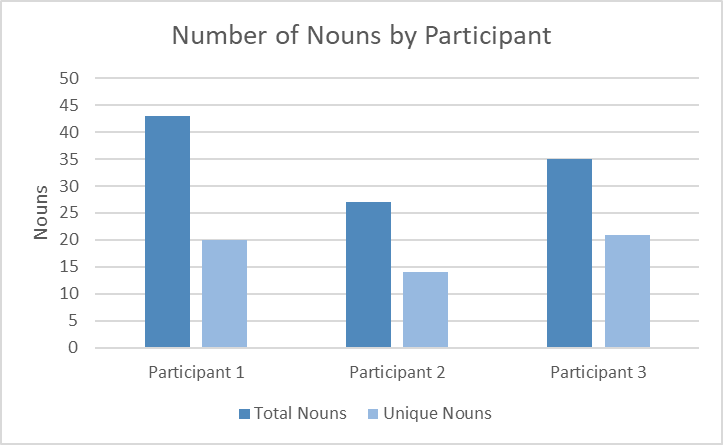 Number of Nouns by Participant
50
45
40
35
30
25
20
15
10
5
0
Nouns
Participant 1 Participant 2 Participant 3
Total Nouns Unique Nouns